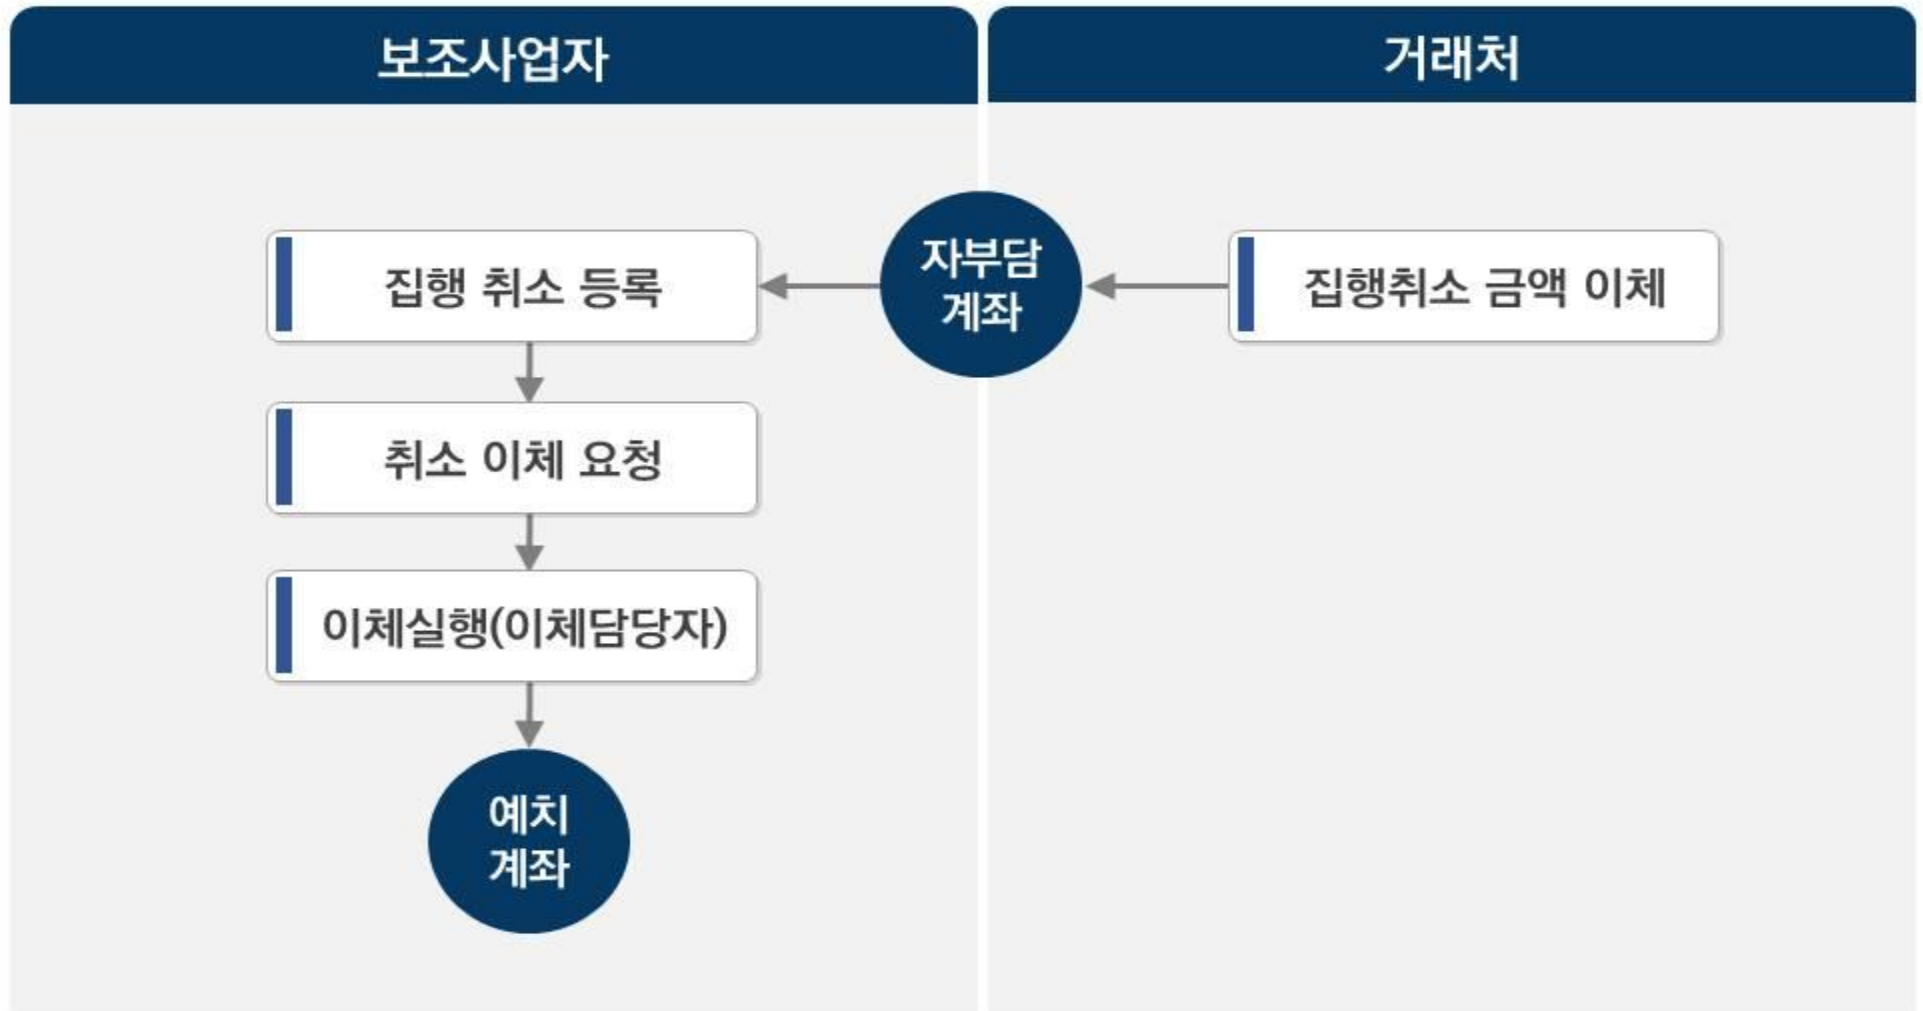 보조사업자
거래처
자부담
계좌
집행 취소 등록
집행취소 금액 이체
취소 이체 요청
이체실행(이체담당자)
예치
계좌